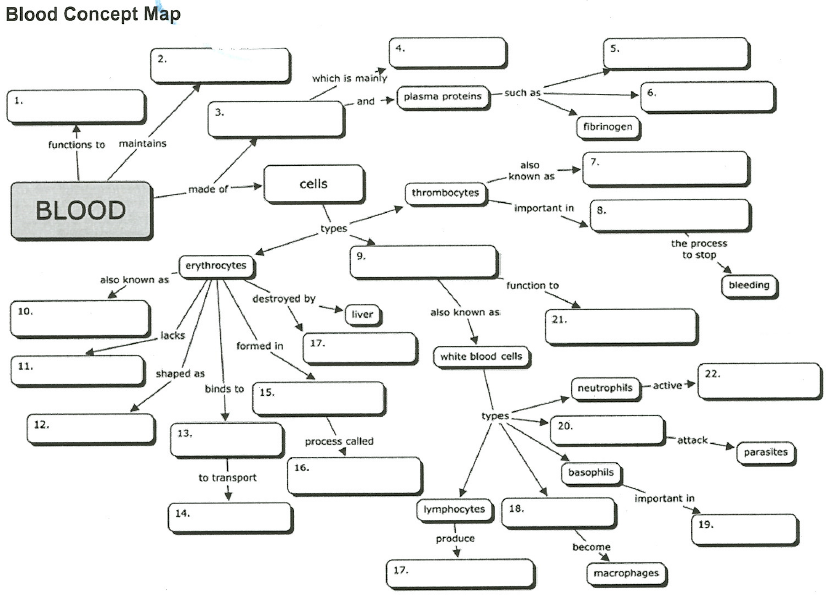 Blood Concept Map
1.
2.
3.
4.
5.
6.
7.
8.
9.
10.
11.
12.
13.
14.
15.
16.
17.
17.
18.
19.
20.
21.
22.
BLOOD
functions to
maintains
made of
which is mainly
and
plasma proteins
such as
fibrinogen
cells
types
thrombocytes
also
known as
important in
the process
to stop
bleeding
erythrocytes
also known as
lacks
shaped as
binds to
to transport
formed in
process called
destroyed by
liver
function to
also known as
white blood cells
types
neutrophils
active
attack
parasites
basophils
important in
lymphocytes
produce
become
macrophages